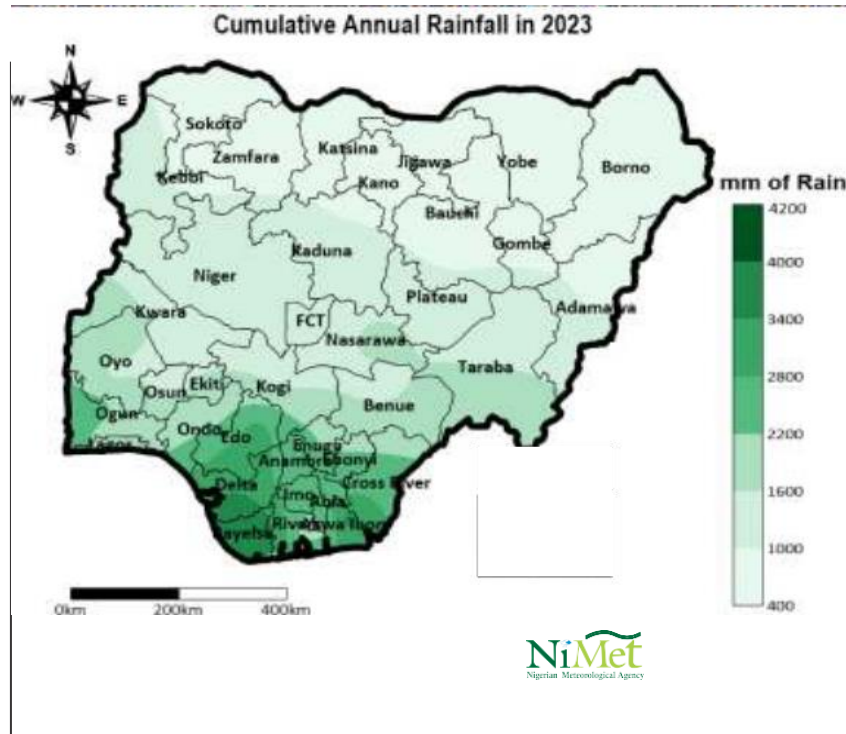 Cumulative Annual Rainfall in 2023
N
W
E
S
Sokoto
Zamfara
Katsina
Jigawa
Yobe
Borno
Kebbi
Kano
Bauchi
Gombe
Kaduna
Niger
Plateau
Adamawa
Kwara
FCT
Nasarawa
Taraba
Oyo
Osun
Ekiti
Kogi
Benue
Ogun
Lagos
Ondo
Edo
Enugu
Anambra
Ebonyi
Delta
Imo
Abia
Cross River
Bayelsa
Rivers
Akwa Ibom
mm of Rain
4200
4000
3400
2800
2200
1600
1000
400
0km
200km
400km
NiMet
Nigerian Meteorological Agency